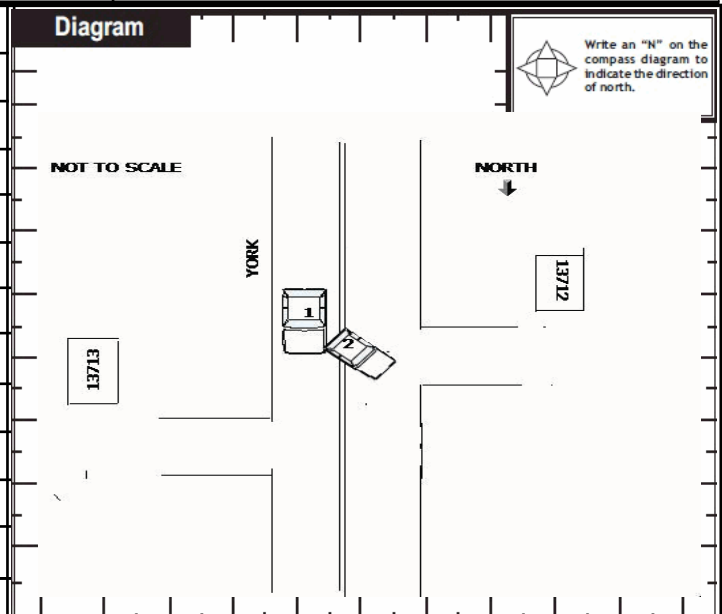 Diagram
Write an “N” on the
compass diagram to
indicate the direction
of north.
NOT TO SCALE
NORTH
YORK
13712
1
2
13713